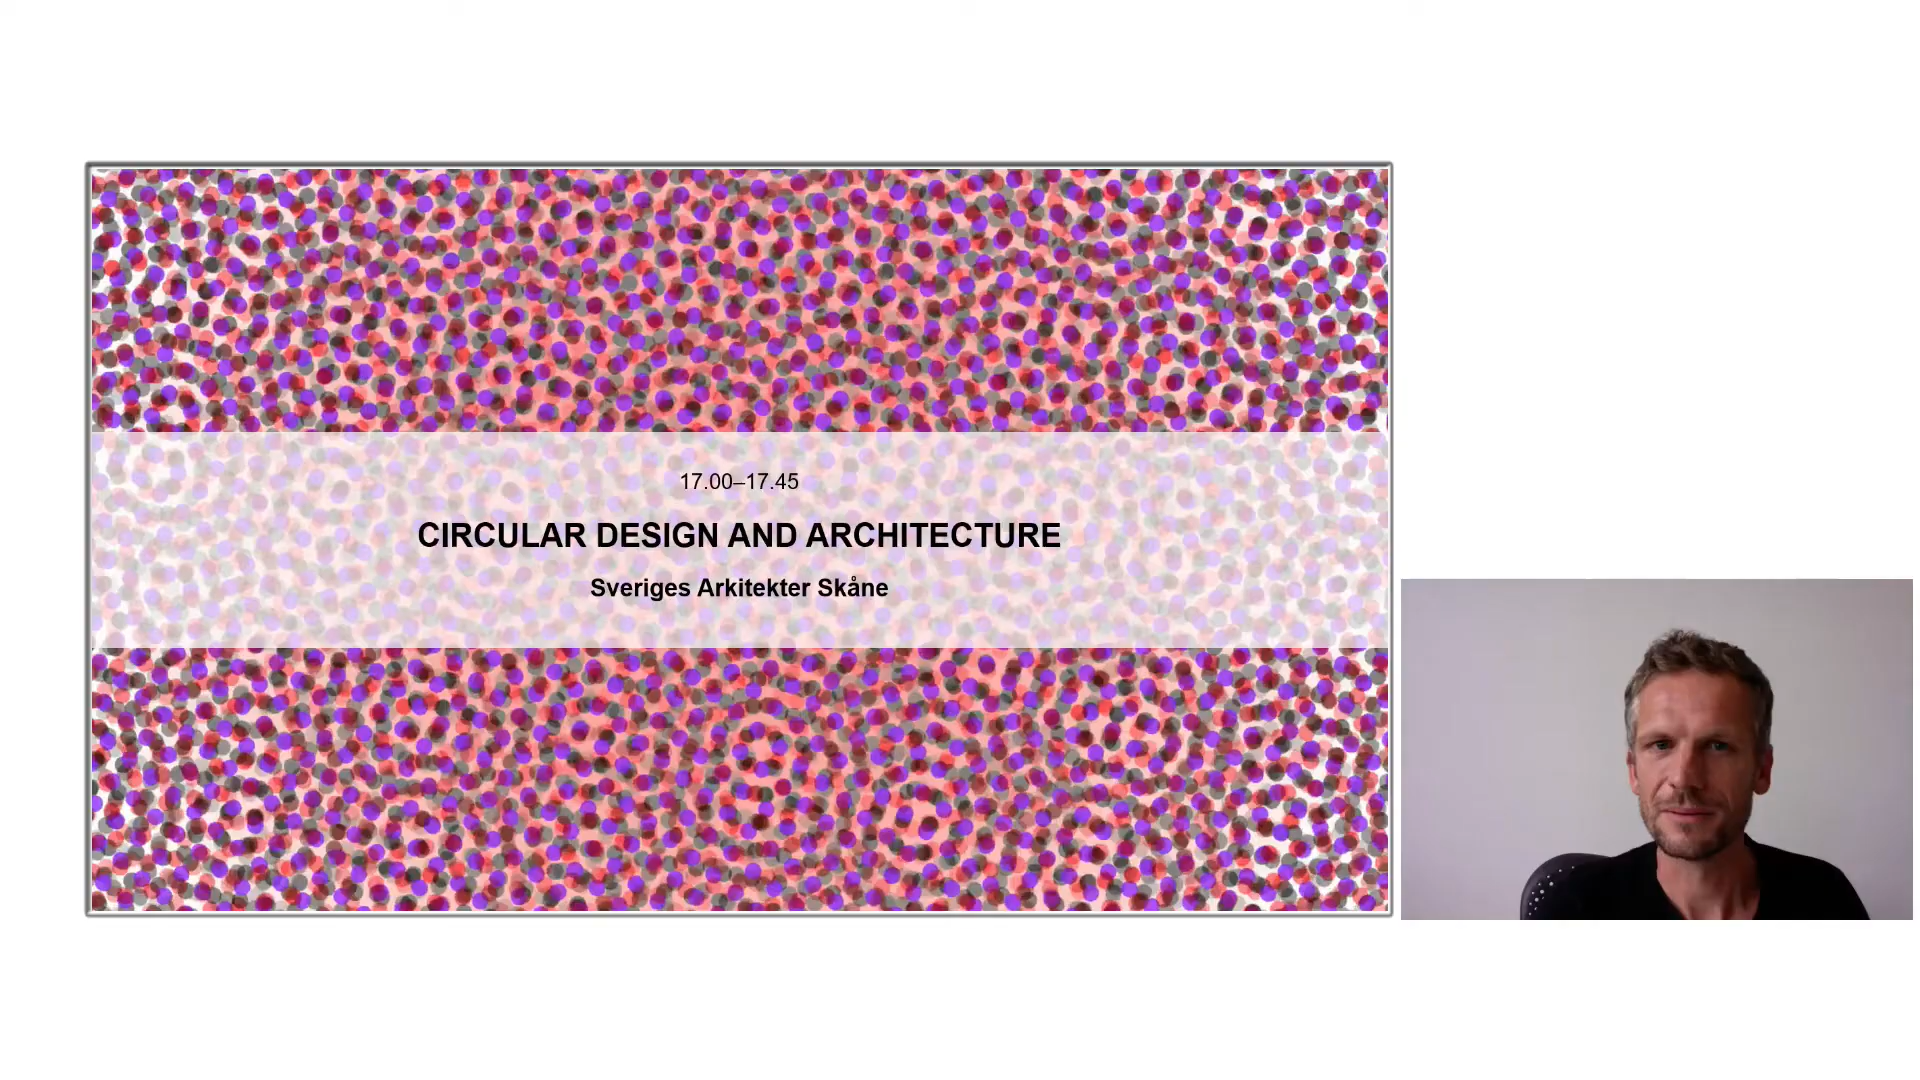 17.00–17.45
CIRCULAR DESIGN AND ARCHITECTURE
Sveriges Arkitekter Skåne